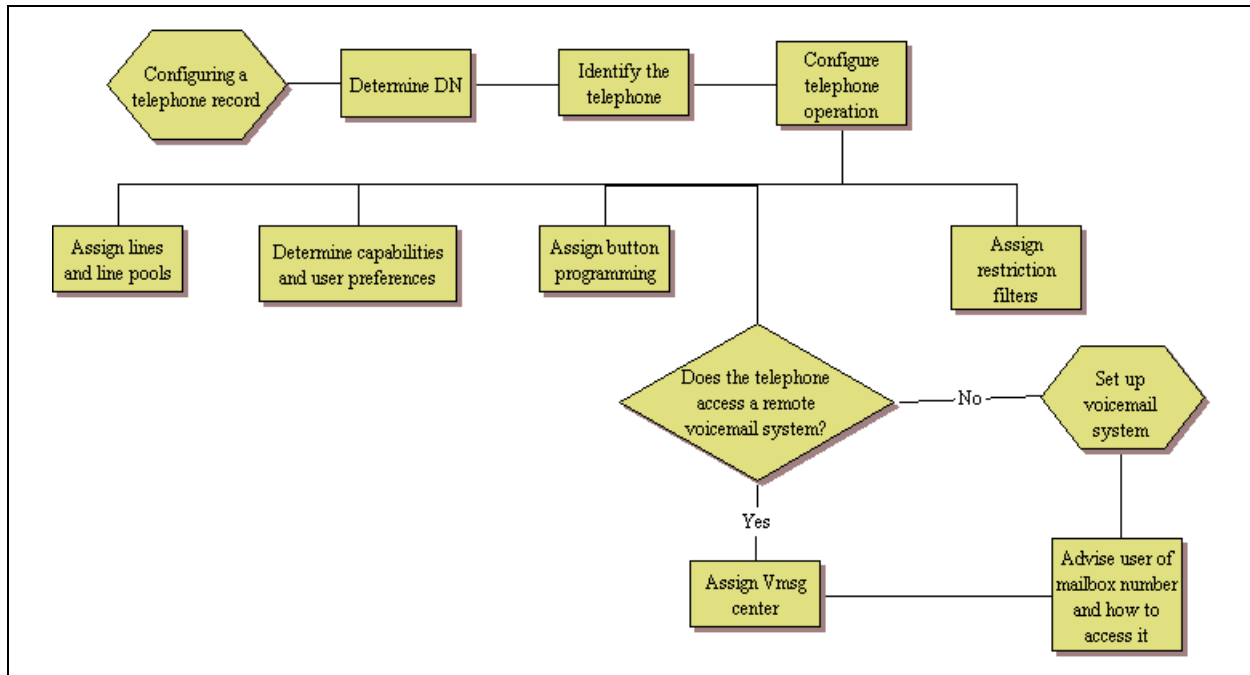 Configuring a
telephone record
Determine DN
Identify the
telephone
Configure
telephone
operation
Assign lines
and line pools
Determine capabilities
and user preferences
Assign button
programming
Assign
restriction
filters
Does the telephone
access a remote
voicemail system?
No
Set up
voicemail
system
Yes
Assign Vmsg
center
Advise user of
mailbox number
and how to
access it